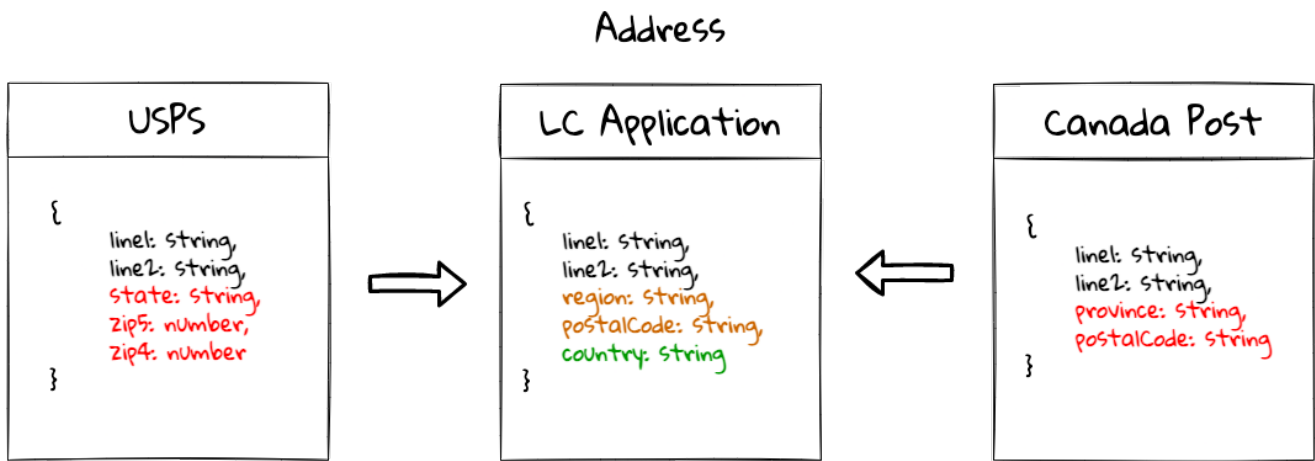 Address
USPS
{
line1: string,
line2: string,
state: string,
zip5: number,
zip4: number
}
LC Application
{
line1: string,
line2: string,
region: string,
postalCode: string,
country: string
}
Canada Post
{
line1: string,
line2: string,
province: string,
postalCode: string
}